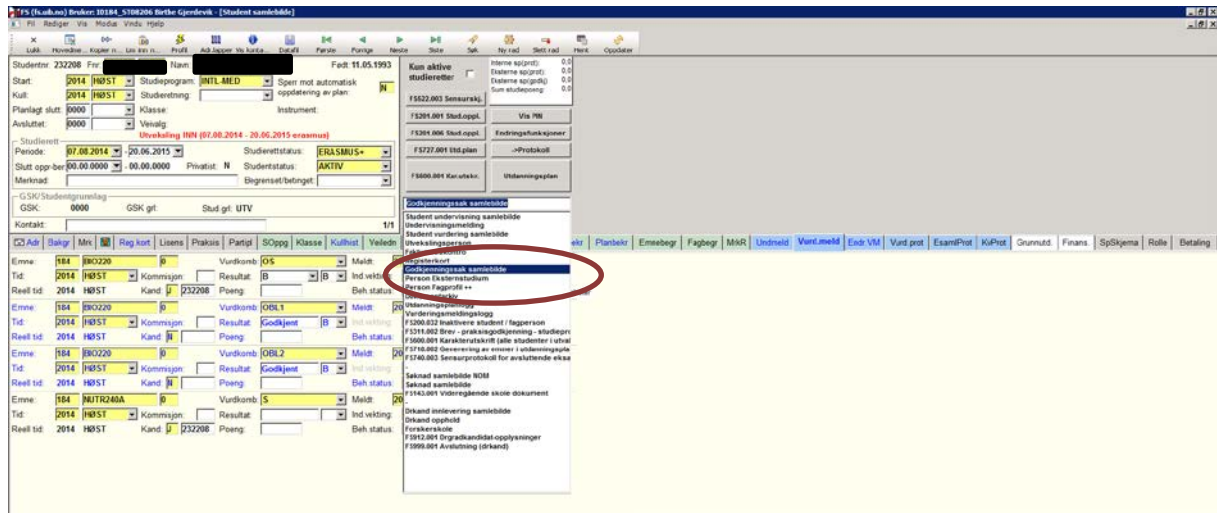 FS (fs.uib.no) Bruker: I0184_ST08206 Birthe Gjerdevik - [Student samlebilde]
Fil Rediger Vis Modus Vindu Hjelp
Lukk Hovedme... Kopier n... Lim inn n... Profil Adr.lapper Vis konta... Datafil Første Forrige Neste Siste Søk Ny rad Slett rad Hent Oppdater
Studentnr: 232208 Fnr: Navn: Født: 11.05.1993
Start: 2014 HØST Studieprogram: INTL-MED Sperr mot automatisk oppdatering av plan: N
Kull: 2014 HØST Studieretning:
Planlagt slutt: 0000 Klasse: Instrument:
Avsluttet: 0000 Veivalg:
Utveksling INN (07.08.2014 - 20.06.2015 erasmus)
Studierett
Periode: 07.08.2014 - 20.06.2015 Studierettstatus: ERASMUS+
Slutt oppr-ber: 00.00.0000 - 00.00.0000 Privatist: N Studentstatus: AKTIV
Merknad: Begrenset/betinget:
GSK/Studentgrunnlag
GSK: 0000 GSK grl: Stud.grl: UTV
Kontakt: 1/1
Kun aktive studieretter
Interne sp(prot): 0,0
Eksterne sp(prot): 0,0
Eksterne sp(godkj) 0,0
Sum studiepoeng: 0,0
FS522.003 Sensurskj.
FS201.001 Stud.oppl. Vis PIN
FS201.006 Stud.oppl. Endringsfunksjoner
FS727.001 Utd.plan ->Protokoll
FS600.001 Kar.utskr. Utdanningsplan
Godkjenningssak samlebilde
Student undervisning samlebilde
Undervisningsmelding
Student vurdering samlebilde
Utvekslingsperson
Registerkort
Godkjenningssak samlebilde
Person Eksternstudium
Person Fagprofil ++
Utdanningsplanlogg
Vurderingsmeldingslogg
FS200.032 Inaktivere student / fagperson
FS311.002 Brev - praksisgodkjenning - studiepro
FS600.001 Karakterutskrift (alle studenter i utval
FS710.002 Generering av emner i utdanningspla
FS740.003 Sensurprotokoll for avsluttende eksa
-
Søknad samlebilde NOM
Søknad samlebilde
FS143.001 Videregående skole dokument
-
Drkand innlevering samlebilde
Drkand opphold
Forskerskole
FS912.001 Drgradkandidat-opplysninger
FS999.001 Avslutning (drkand)
Adr Bakgr Mrk Reg.kort Lisens Praksis Partipl SOppg Klasse Kullhist Veiledn ekr Planbekr Emnebegr Fagbegr MrkR Undmeld Vurd.meld Endr VM Vurd.prot EsamlProt KvProt Grunnutd. Finans. SpSkjema Rolle Betaling
Emne: 184 BIO220 0 Vurdkomb: OS Meldt:
Tid: 2014 HØST Kommisjon: Resultat: B B Ind.vekting:
Reell tid: 2014 HØST Kand: J 232208 Poeng: Beh.status:
Emne: 184 BIO220 0 Vurdkomb: OBL1 Meldt: 20
Tid: 2014 HØST Kommisjon: Resultat: Godkjent B Ind.vekting:
Reell tid: 2014 HØST Kand: N Poeng: Beh.status:
Emne: 184 BIO220 0 Vurdkomb: OBL2 Meldt: 20
Tid: 2014 HØST Kommisjon: Resultat: Godkjent B Ind.vekting:
Reell tid: 2014 HØST Kand: N Poeng: Beh.status:
Emne: 184 NUTR240A 0 Vurdkomb: S Meldt: 20
Tid: 2014 HØST Kommisjon: Resultat: Ind.vekting:
Reell tid: 2014 HØST Kand: J 232208 Poeng: Beh.status: